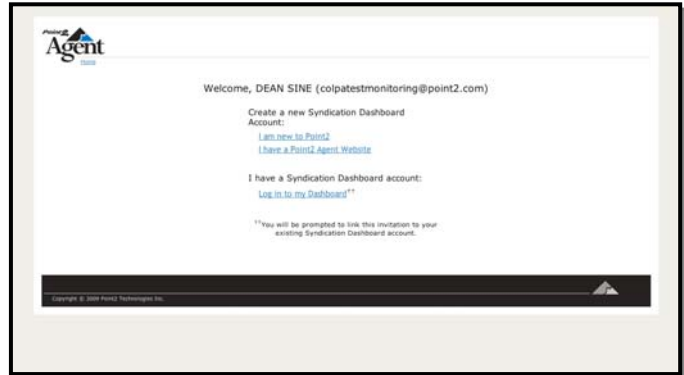 Point2
Agent
Home
Welcome, DEAN SINE (colpatestmonitoring@point2.com)
Create a new Syndication Dashboard
Account:
I am new to Point2
I have a Point2 Agent Website
I have a Syndication Dashboard account:
Log in to my Dashboard††
††You will be prompted to link this invitation to your
existing Syndication Dashboard account.
Copyright © 2009 Point2 Technologies Inc.